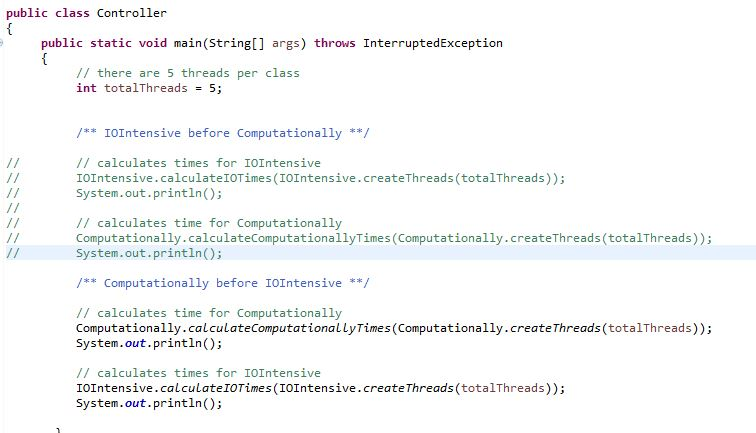 public class Controller
{
public static void main(String[] args) throws InterruptedException
{
// there are 5 threads per class
int totalThreads = 5;
/** IOIntensive before Computationally **/
// // calculates times for IOIntensive
// IOIntensive.calculateIOTimes(IOIntensive.createThreads(totalThreads));
// System.out.println();
//
// // calculates time for Computationally
// Computationally.calculateComputationallyTimes(Computationally.createThreads(totalThreads));
// System.out.println();
/** Computationally before IOIntensive **/
// calculates time for Computationally
Computationally.calculateComputationallyTimes(Computationally.createThreads(totalThreads));
System.out.println();
// calculates times for IOIntensive
IOIntensive.calculateIOTimes(IOIntensive.createThreads(totalThreads));
System.out.println();
}